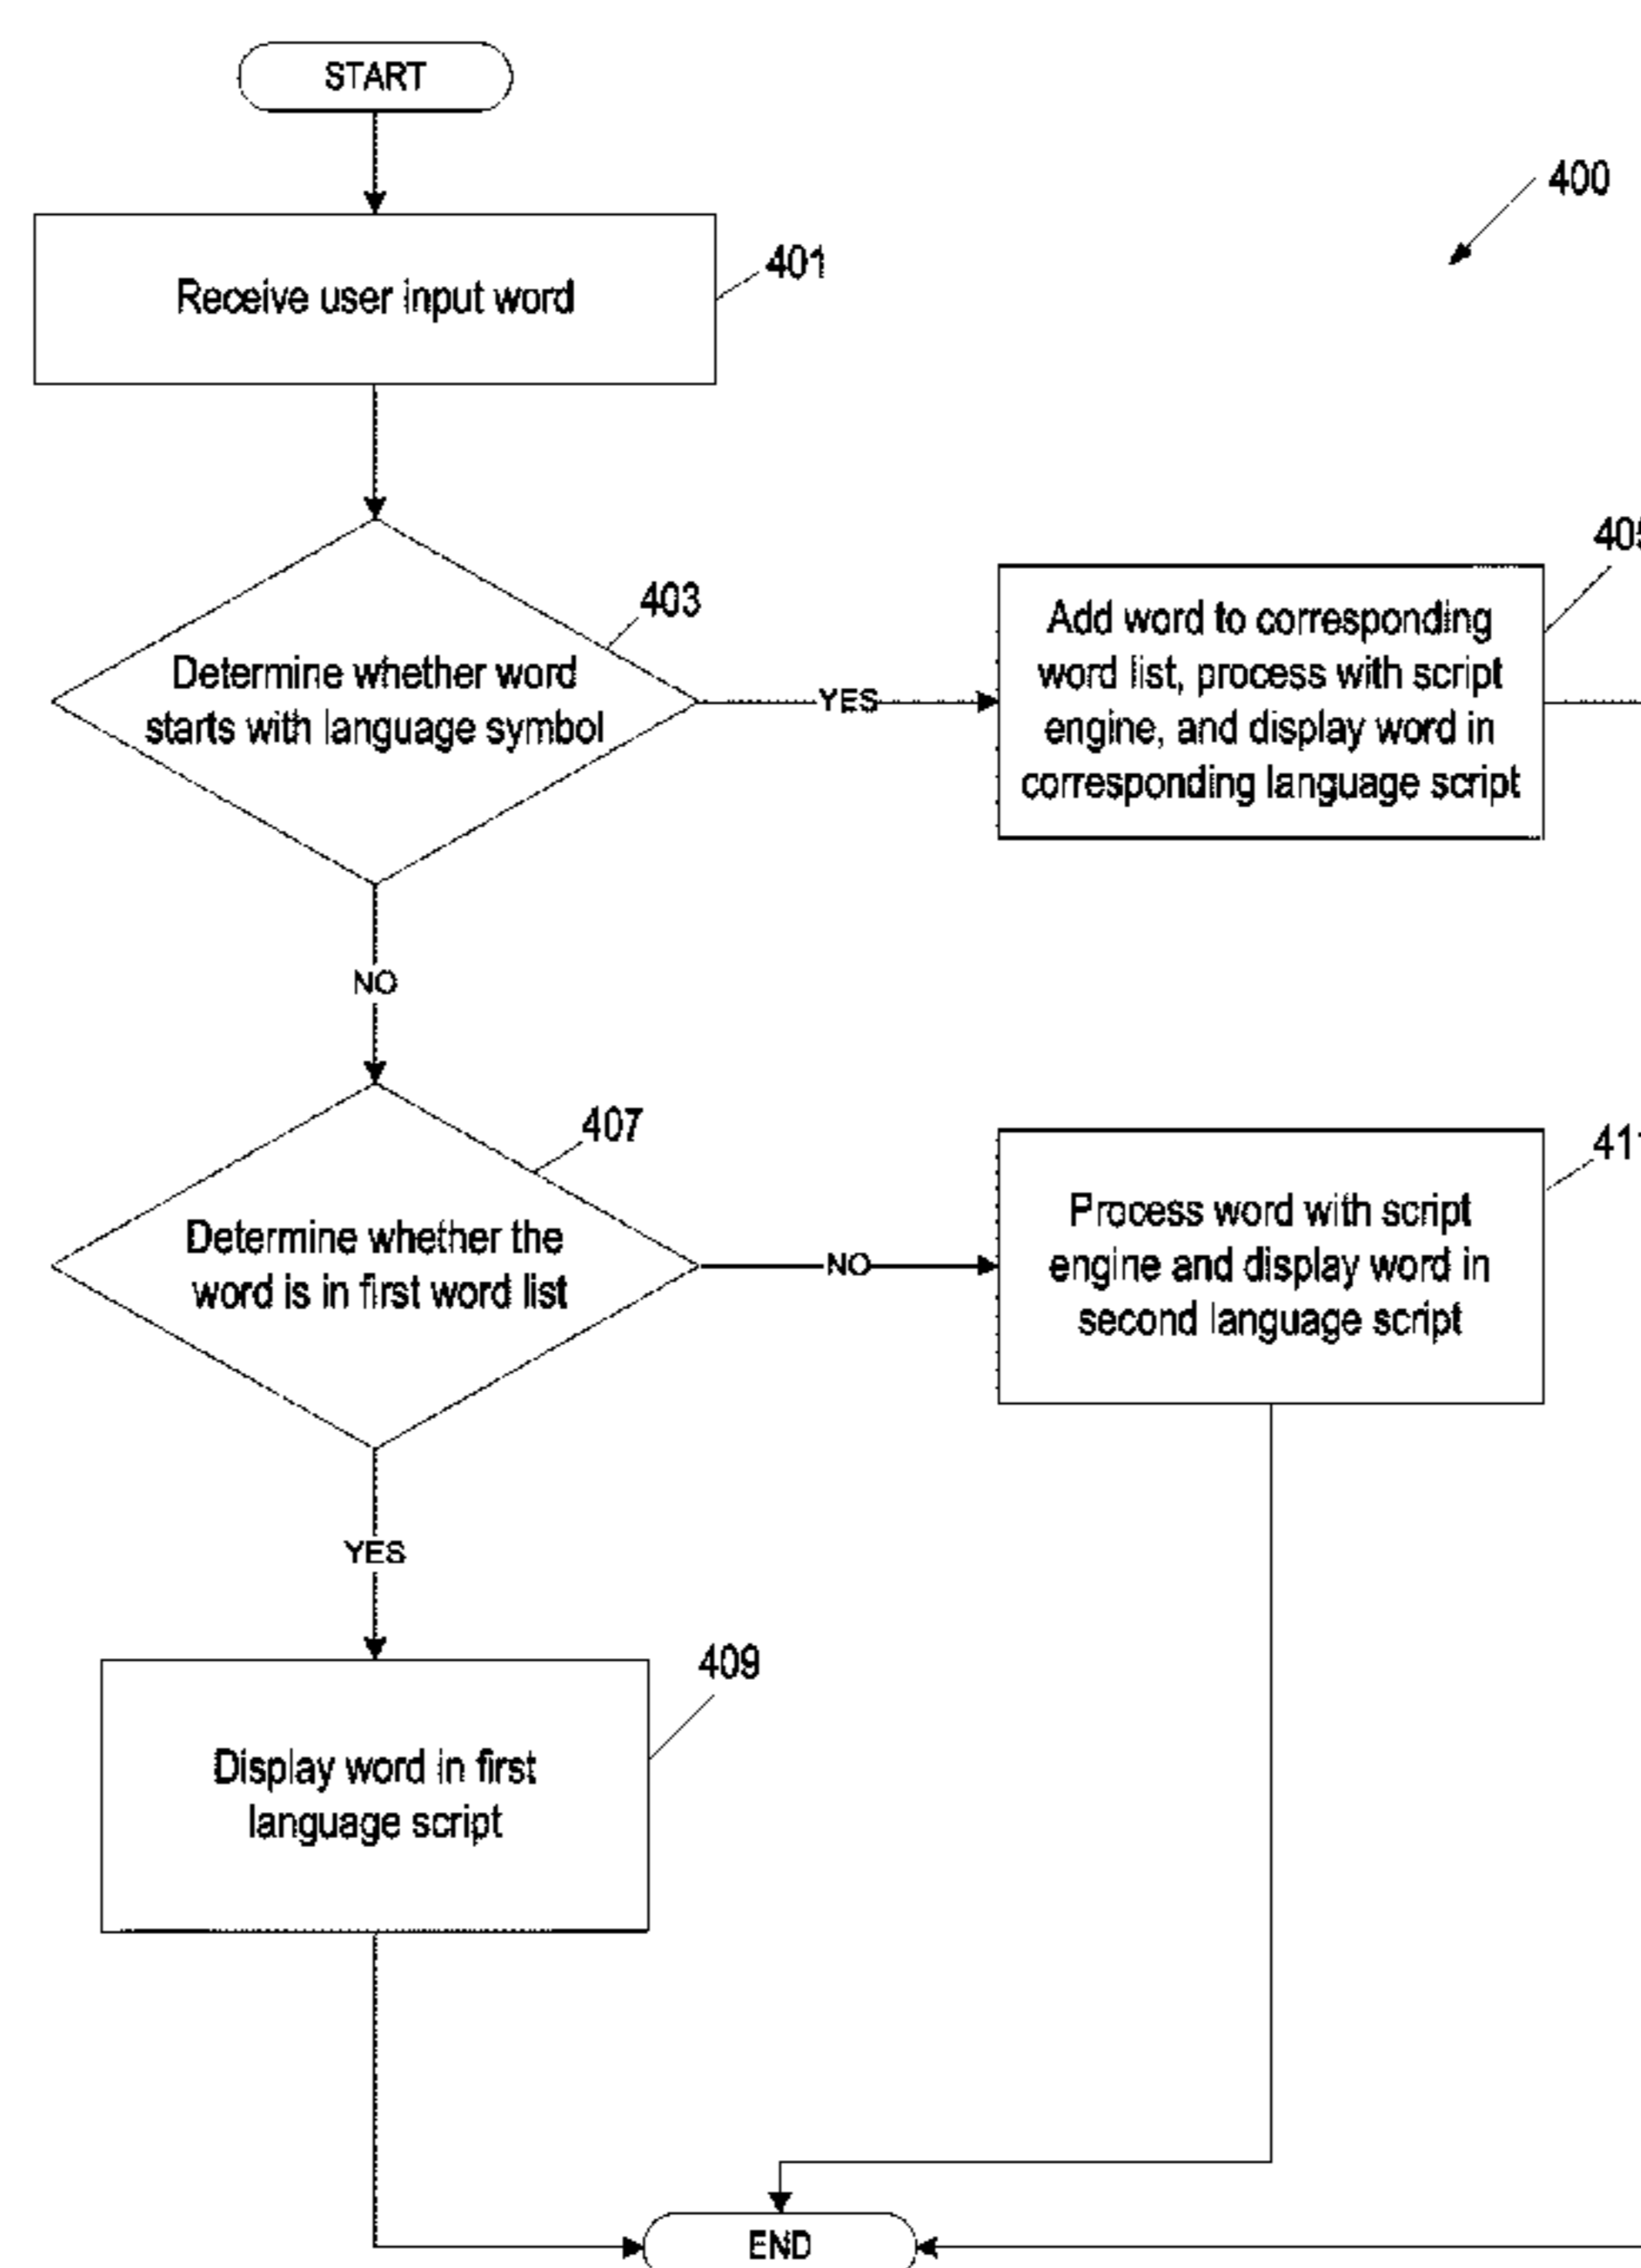 START
400
401
Receive user input word
403
Determine whether word
starts with language symbol
YES
Add word to corresponding
word list, process with script
engine, and display word in
corresponding language script
NO
407
Determine whether the
word is in first word list
NO
Process word with script
engine and display word in
second language script
YES
409
Display word in first
language script
END